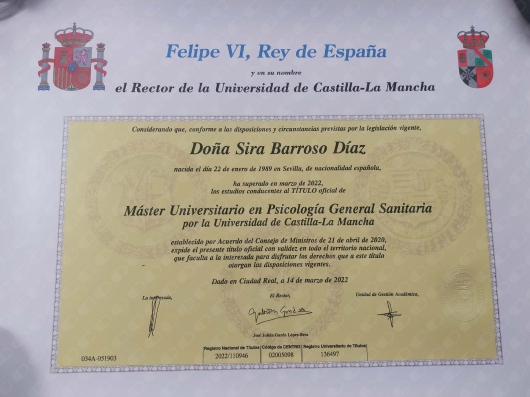 Felipe VI, Rey de España
y en su nombre
el Rector de la Universidad de Castilla-La Mancha
Considerando que, conforme a las disposiciones y circunstancias previstas por la legislación vigente,
Doña Sira Barroso Díaz
nacida el día 22 de enero de 1989 en Sevilla, de nacionalidad española,
ha superado en marzo de 2022,
los estudios conducentes al TÍTULO oficial de
Máster Universitario en Psicología General Sanitaria
por la Universidad de Castilla-La Mancha
establecido por Acuerdo del Consejo de Ministros de 21 de abril de 2020,
expide el presente título oficial con validez en todo el territorio nacional,
que faculta a la interesada para disfrutar los derechos que a este título
otorgan las disposiciones vigentes.
Dado en Ciudad Real, a 14 de marzo de 2022
La interesada, El Rector, Unidad de Gestión Académica,
José Julián Garde López-Brea
Registro Nacional de Títulos Código de CENTRO Registro Universitario de Títulos
034A-051903 2022/110946 02005098 136497